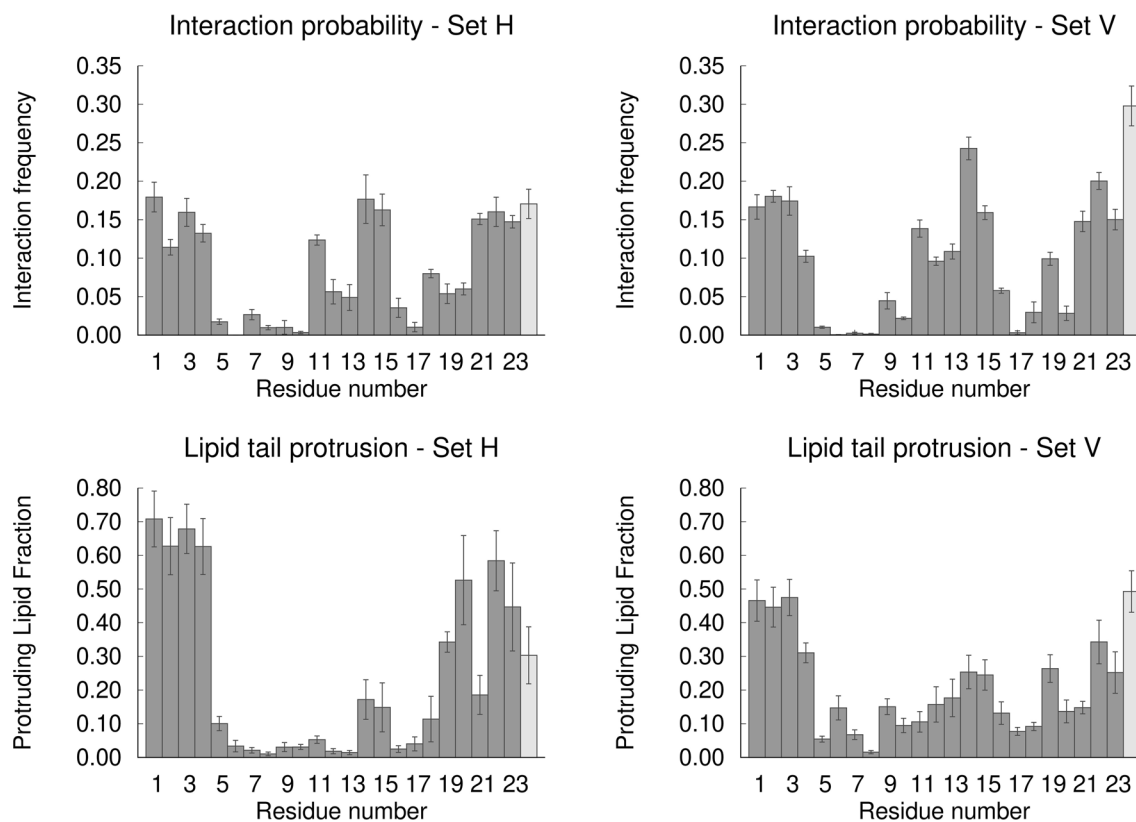 Interaction probability - Set H
Interaction frequency
0.35
0.30
0.25
0.20
0.15
0.10
0.05
0.00
1 3 5 7 9 11 13 15 17 19 21 23
Residue number
Interaction probability - Set V
Interaction frequency
0.35
0.30
0.25
0.20
0.15
0.10
0.05
0.00
1 3 5 7 9 11 13 15 17 19 21 23
Residue number
Lipid tail protrusion - Set H
Protruding Lipid Fraction
0.80
0.70
0.60
0.50
0.40
0.30
0.20
0.10
0.00
1 3 5 7 9 11 13 15 17 19 21 23
Residue number
Lipid tail protrusion - Set V
Protruding Lipid Fraction
0.80
0.70
0.60
0.50
0.40
0.30
0.20
0.10
0.00
1 3 5 7 9 11 13 15 17 19 21 23
Residue number